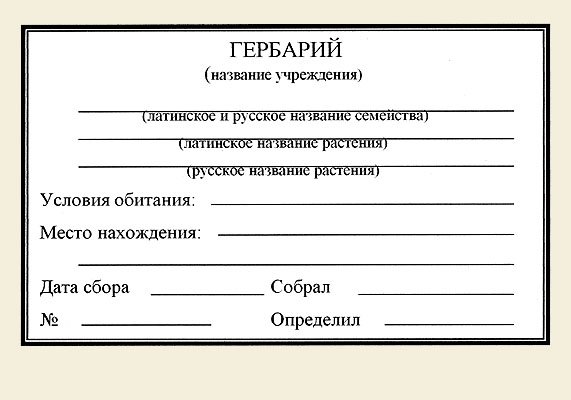 ГЕРБАРИЙ
(название учреждения)
(латинское и русское название семейства)
(латинское название растения)
(русское название растения)
Условия обитания:
Место нахождения:
Дата сбора Собрал
№ Определил